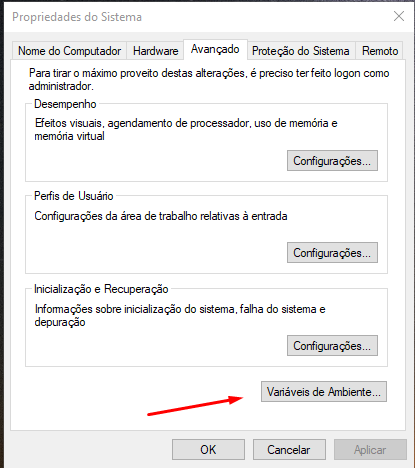 Propriedades do Sistema
Nome do Computador Hardware Avançado Proteção do Sistema Remoto
Para tirar o máximo proveito destas alterações, é preciso ter feito logon como
administrador.
Desempenho
Efeitos visuais, agendamento de processador, uso de memória e
memória virtual
Configurações...
Perfis de Usuário
Configurações da área de trabalho relativas à entrada
Configurações...
Inicialização e Recuperação
Informações sobre inicialização do sistema, falha do sistema e
depuração
Configurações...
Variáveis de Ambiente...
OK Cancelar Aplicar